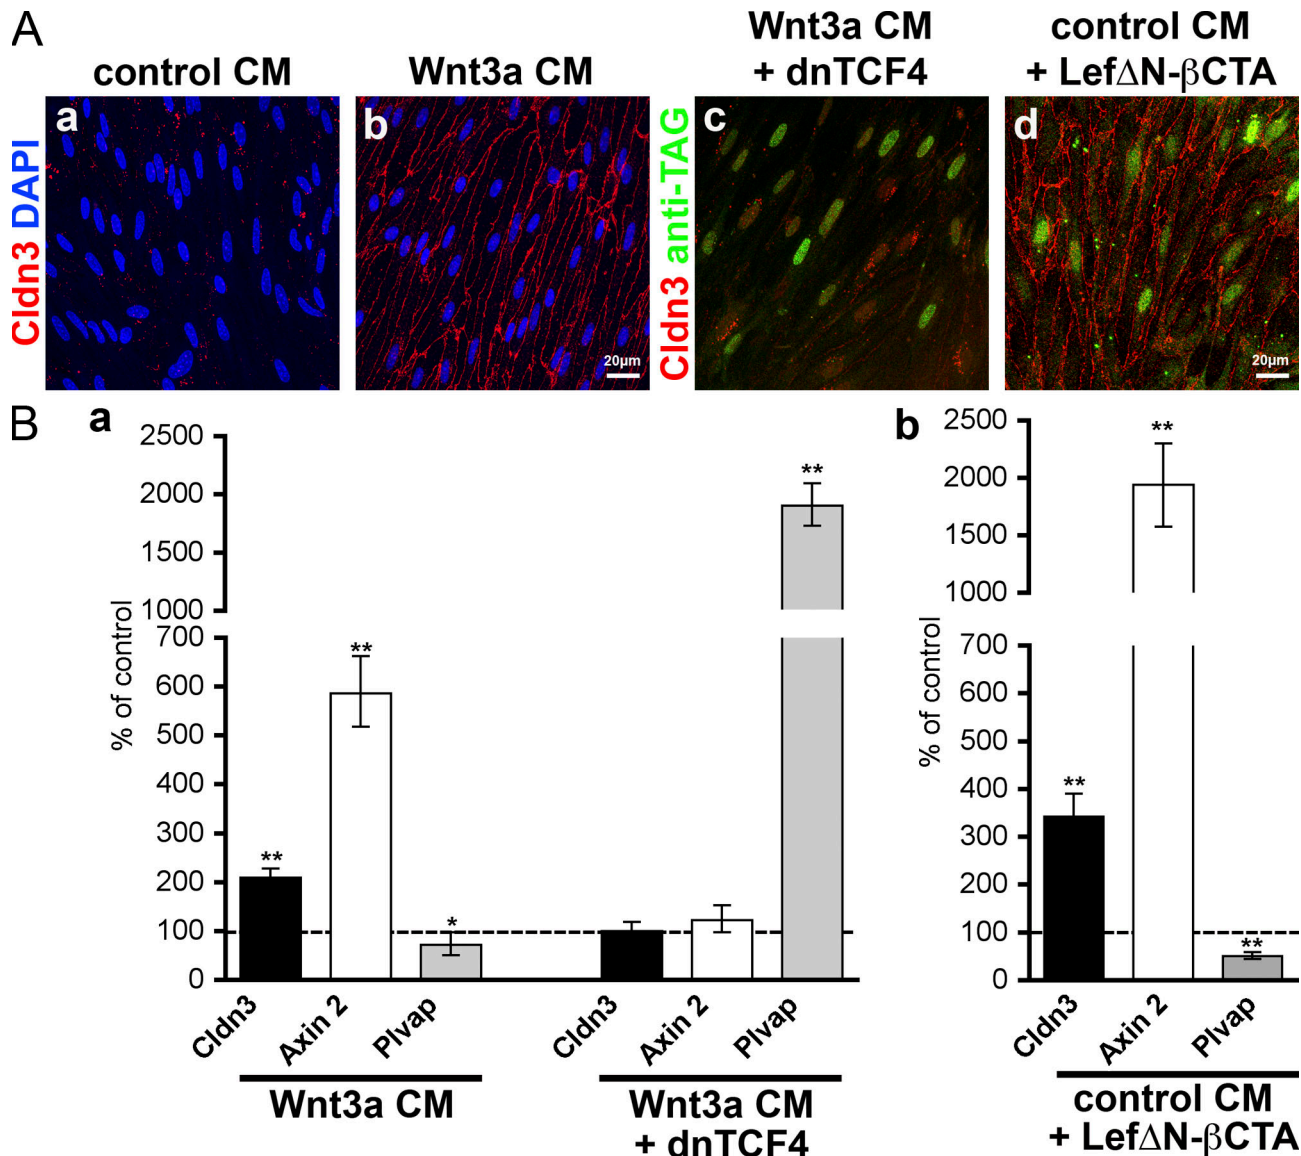 A
control CM
Wnt3a CM
Wnt3a CM
+ dnTCF4
control CM
+ LefΔN-βCTA
Cldn3 DAPI
a
b
20µm
Cldn3 anti-TAG
c
d
20µm
B
a
% of control
2500
2000
1500
1000
700
600
500
400
300
200
100
0
**
**
*
**
Cldn3
Axin 2
Plvap
Cldn3
Axin 2
Plvap
Wnt3a CM
Wnt3a CM
+ dnTCF4
b
% of control
2500
2000
1500
1000
700
600
500
400
300
200
100
0
**
**
**
Cldn3
Axin 2
Plvap
control CM
+ LefΔN-βCTA